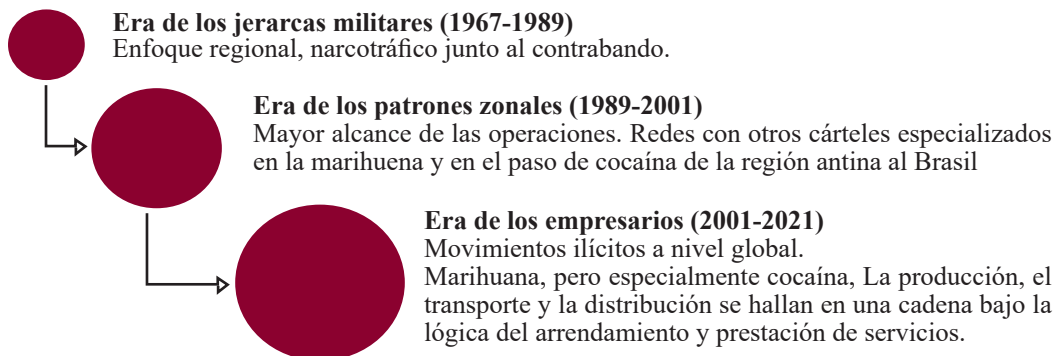 Era de los jerarcas militares (1967-1989)
Enfoque regional, narcotráfico junto al contrabando.
Era de los patrones zonales (1989-2001)
Mayor alcance de las operaciones. Redes con otros cárteles especializados
en la marihuena y en el paso de cocaína de la región antina al Brasil
Era de los empresarios (2001-2021)
Movimientos ilícitos a nivel global.
Marihuana, pero especialmente cocaína, La producción, el
transporte y la distribución se hallan en una cadena bajo la
lógica del arrendamiento y prestación de servicios.